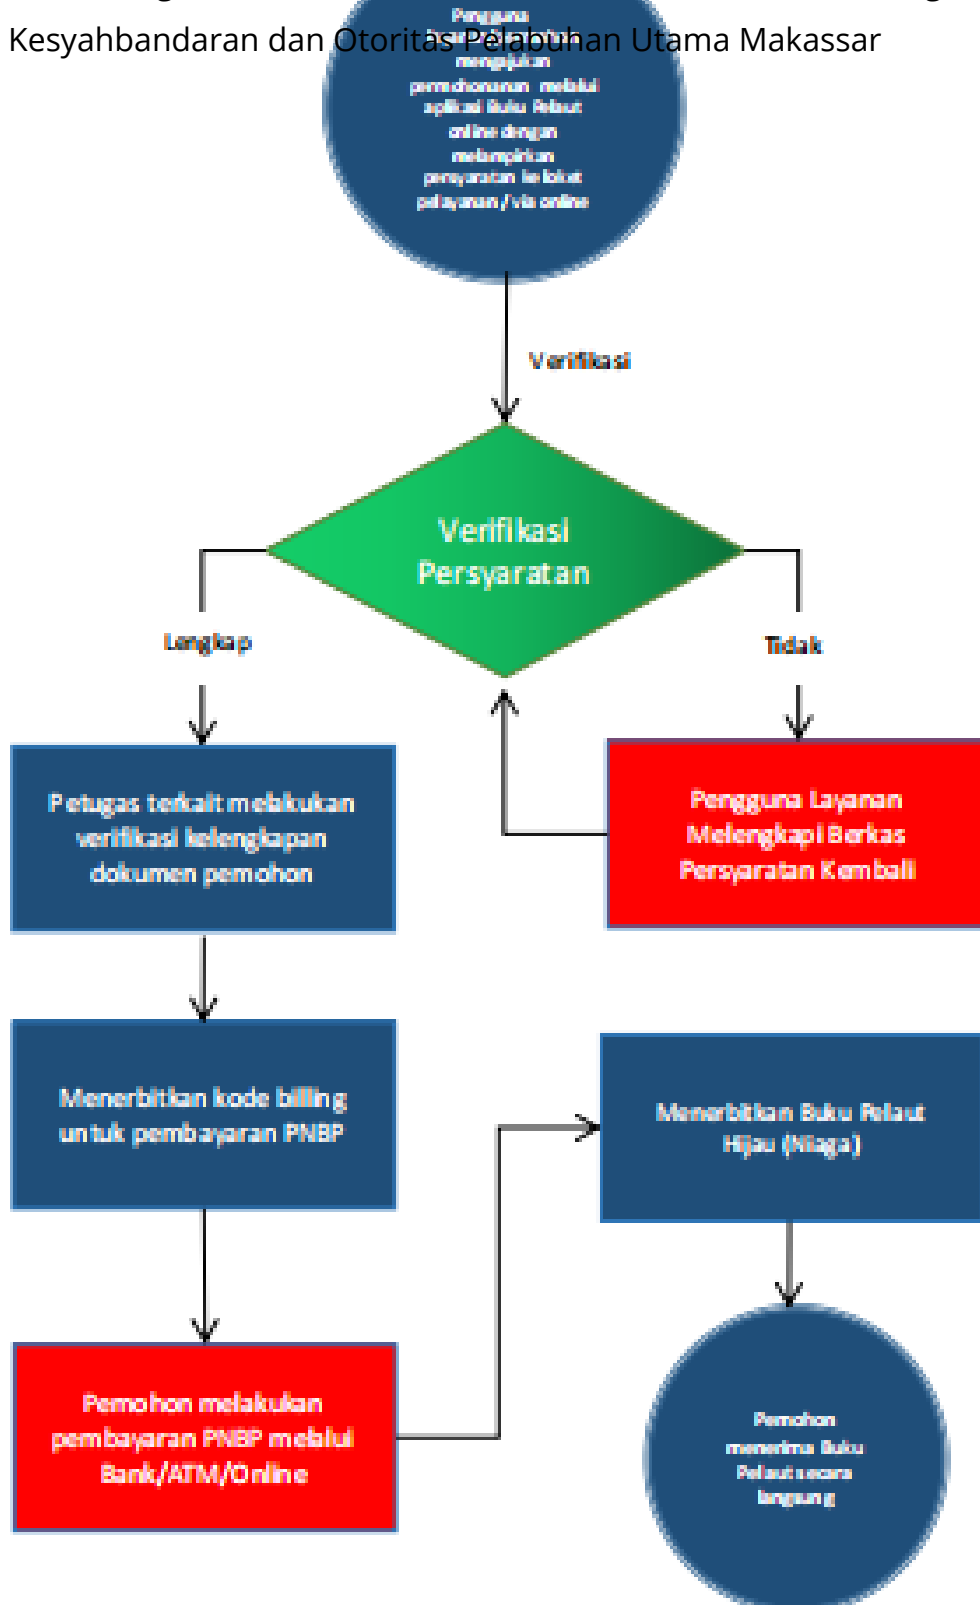 Kesyahbandaran dan Otoritas Pelabuhan Utama Makassar
Pengguna
mengajukan
permohonanan melalui
aplikasi Buku Pelaut
online dengan
melampirkan
persyaratan ke loket
pelayanan / via online
Verifikasi
Verifikasi
Persyaratan
Lengkap
Tidak
Petugas terkait melakukan
verifikasi kelengkapan
dokumen pemohon
Pengguna Layanan
Melengkapi Berkas
Persyaratan Kembali
Menerbitkan kode billing
untuk pembayaran PNBP
Menerbitkan Buku Pelaut
Hijau (Niaga)
Pemohon melakukan
pembayaran PNBP melalui
Bank/ATM/Online
Pemohon
menerima Buku
Pelaut secara
langsung